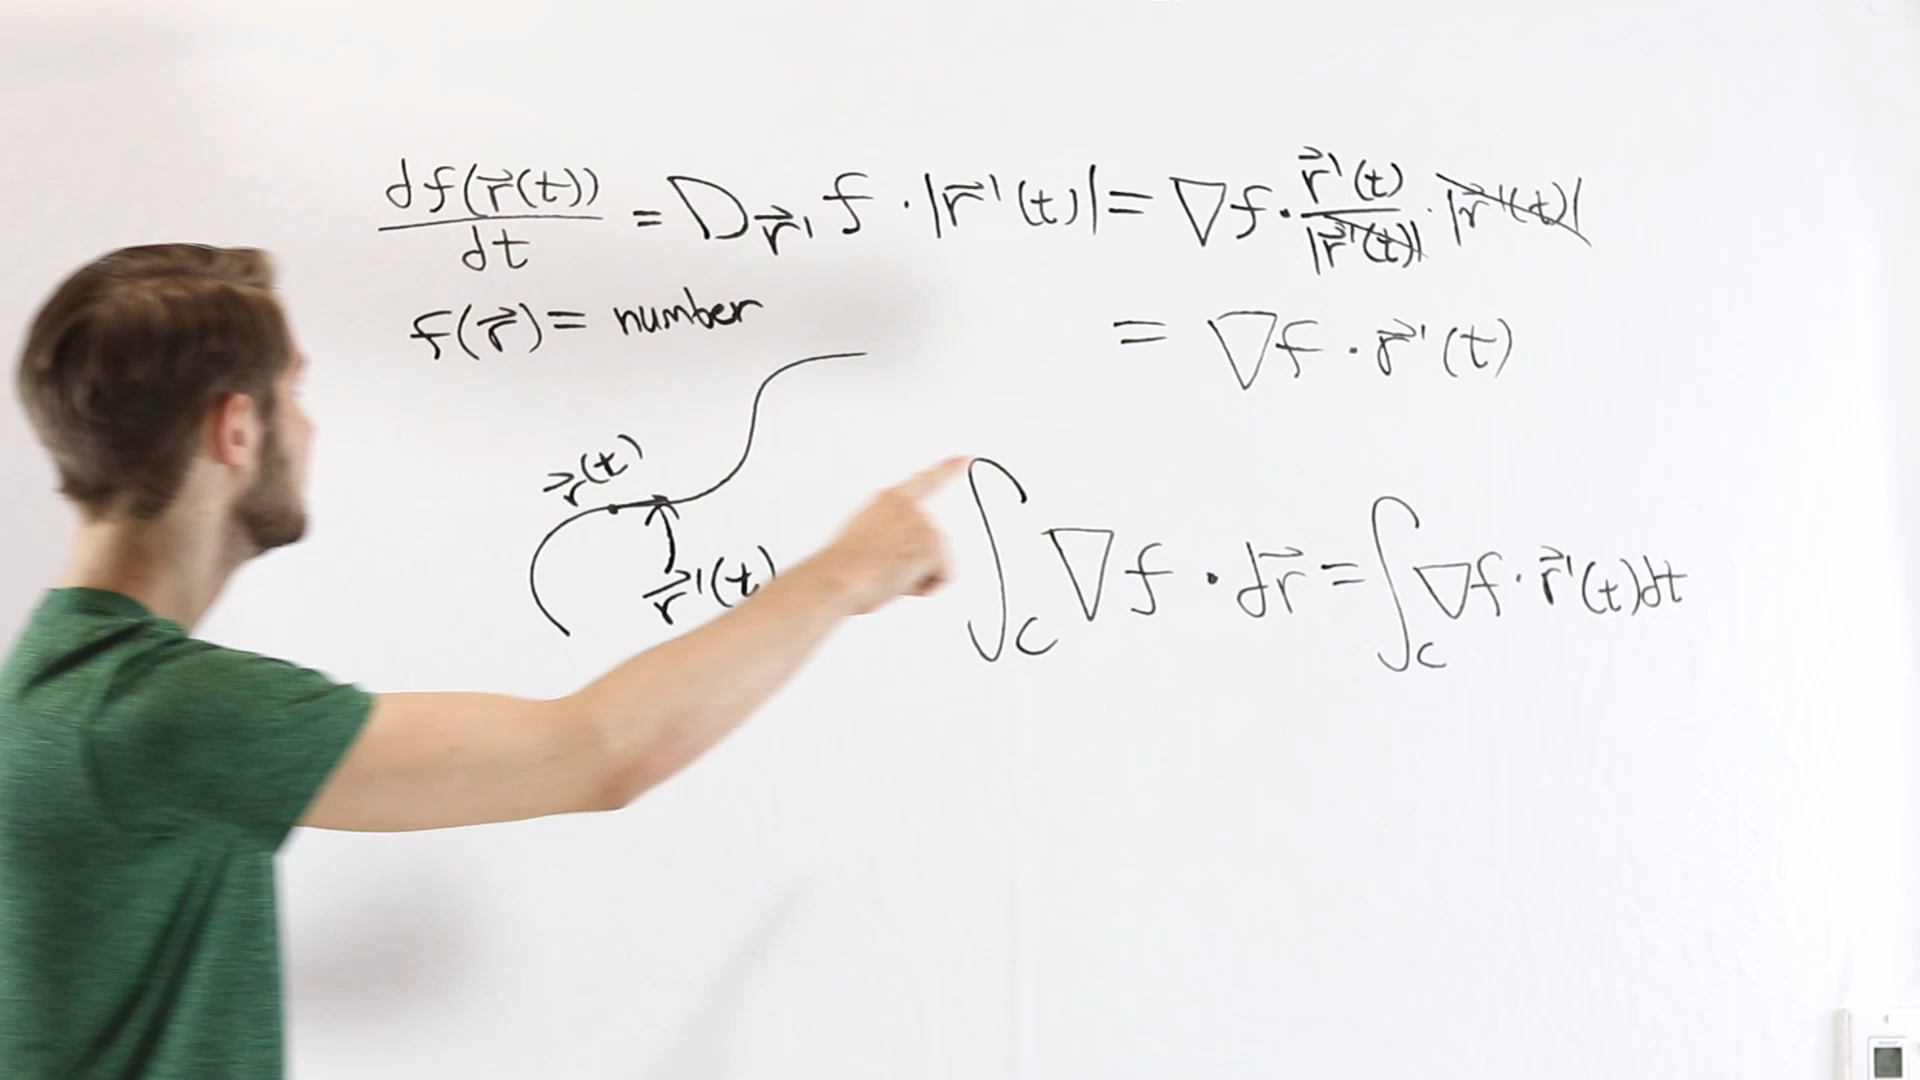 df(r⃗(t))/dt = D_r⃗' f · |r⃗'(t)| = ∇f · r⃗'(t)/|r⃗'(t)| · |r⃗'(t)|
f(r⃗) = number
= ∇f · r⃗'(t)
r⃗(t)
r⃗'(t)
∫_C ∇f · dr⃗ = ∫_C ∇f · r⃗'(t)dt